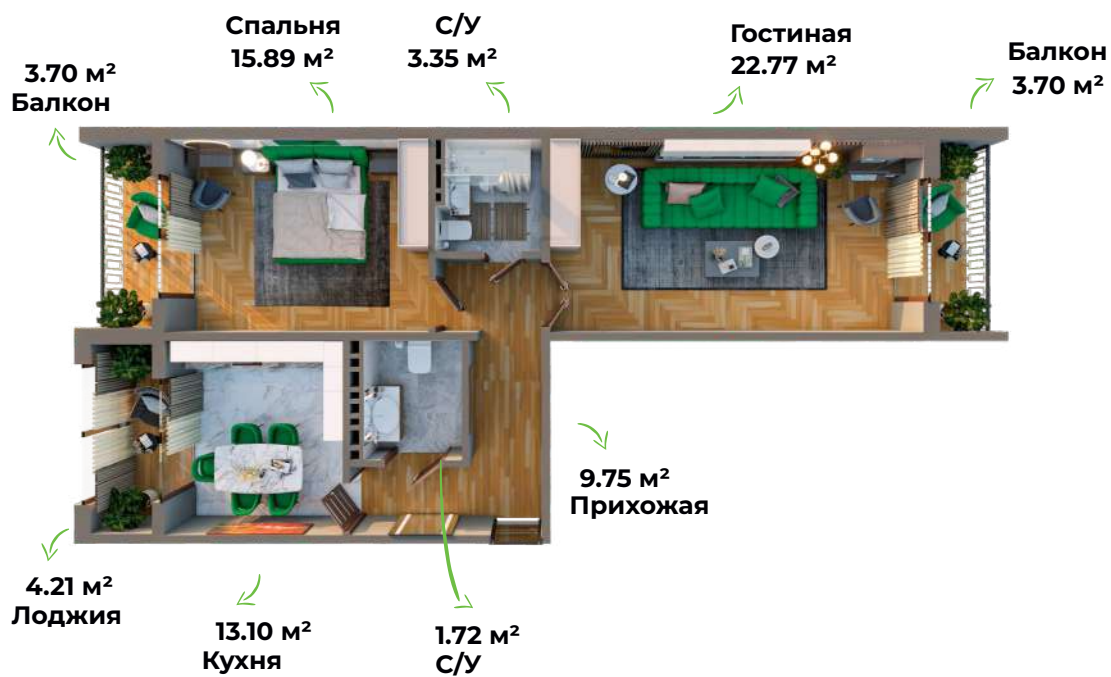 Спальня
15.89 м²
С/У
3.35 м²
Гостиная
22.77 м²
Балкон
3.70 м²
3.70 м²
Балкон
9.75 м²
Прихожая
4.21 м²
Лоджия
13.10 м²
Кухня
1.72 м²
С/У